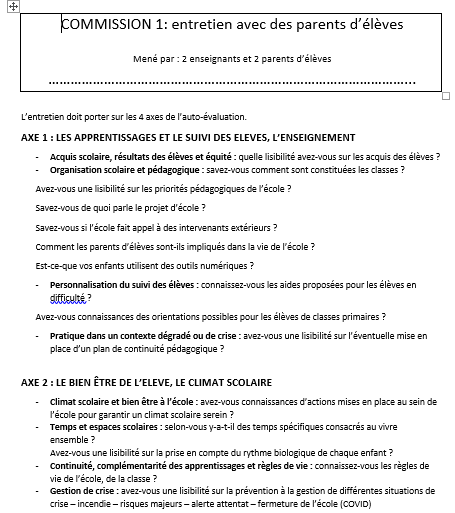 COMMISSION 1: entretien avec des parents d'élèves
Mené par : 2 enseignants et 2 parents d'élèves
……………………………………………………………………………………………..
L'entretien doit porter sur les 4 axes de l'auto-évaluation.
AXE 1 : LES APPRENTISSAGES ET LE SUIVI DES ELEVES, L'ENSEIGNEMENT
- Acquis scolaire, résultats des élèves et équité : quelle lisibilité avez-vous sur les acquis des élèves ?
- Organisation scolaire et pédagogique : savez-vous comment sont constituées les classes ?
Avez-vous une lisibilité sur les priorités pédagogiques de l'école ?
Savez-vous de quoi parle le projet d'école ?
Savez-vous si l'école fait appel à des intervenants extérieurs ?
Comment les parents d'élèves sont-ils impliqués dans la vie de l'école ?
Est-ce-que vos enfants utilisent des outils numériques ?
- Personnalisation du suivi des élèves : connaissez-vous les aides proposées pour les élèves en
difficulté ?
Avez-vous connaissances des orientations possibles pour les élèves de classes primaires ?
- Pratique dans un contexte dégradé ou de crise : avez-vous une lisibilité sur l'éventuelle mise en
place d'un plan de continuité pédagogique ?
AXE 2 : LE BIEN ÊTRE DE L'ELEVE, LE CLIMAT SCOLAIRE
- Climat scolaire et bien être à l'école : avez-vous connaissances d'actions mises en place au sein de
l'école pour garantir un climat scolaire serein ?
- Temps et espaces scolaires : selon-vous y-a-t-il des temps spécifiques consacrés au vivre
ensemble ?
Avez-vous une lisibilité sur la prise en compte du rythme biologique de chaque enfant ?
- Continuité, complémentarité des apprentissages et règles de vie : connaissez-vous les règles de
vie de l'école, de la classe ?
- Gestion de crise : avez-vous une lisibilité sur la prévention à la gestion de différentes situations de
crise – incendie – risques majeurs – alerte attentat – fermeture de l'école (COVID)